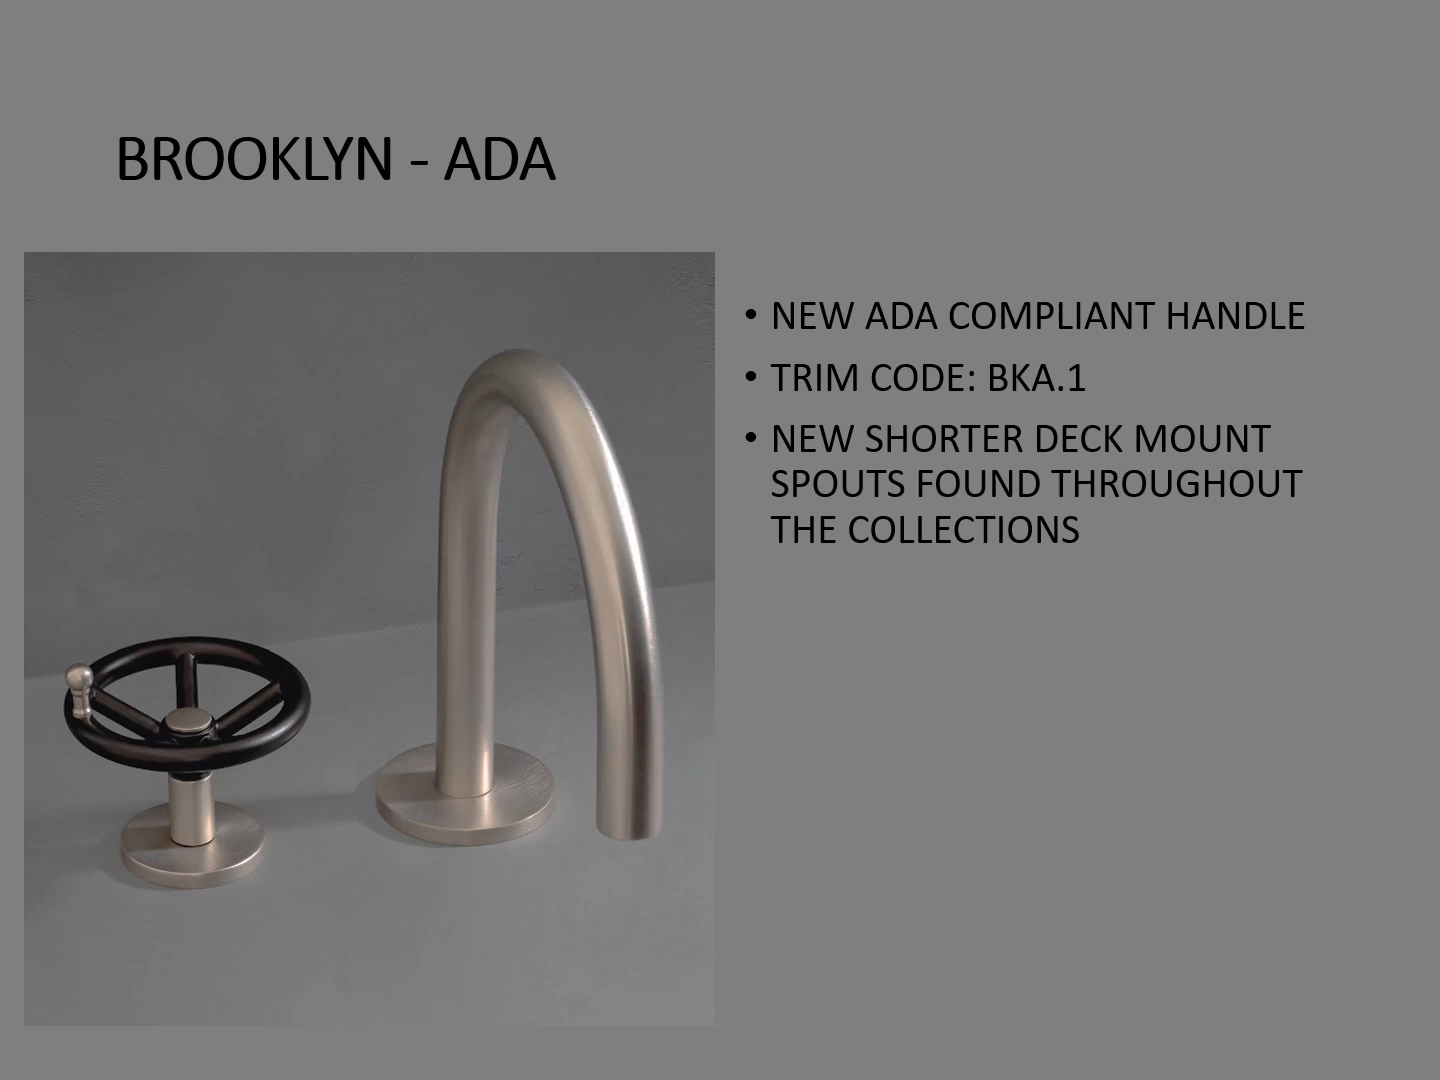 BROOKLYN - ADA
• NEW ADA COMPLIANT HANDLE
• TRIM CODE: BKA.1
• NEW SHORTER DECK MOUNT
SPOUTS FOUND THROUGHOUT
THE COLLECTIONS